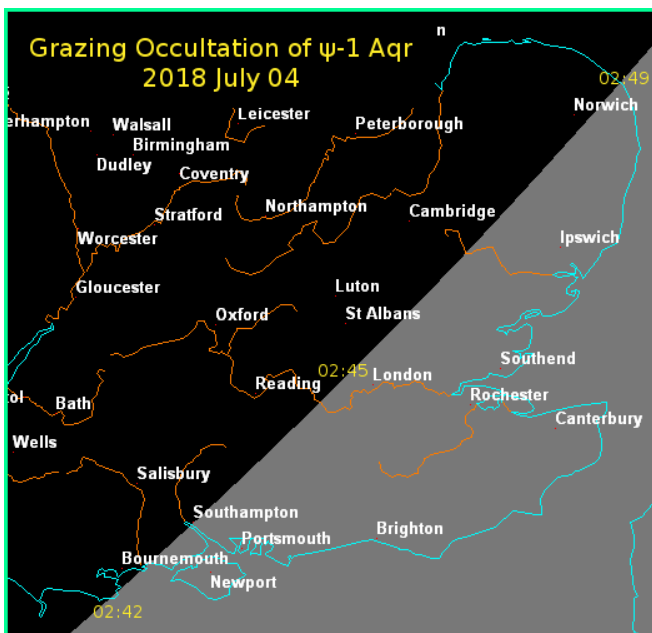 Grazing Occultation of ψ-1 Aqr
2018 July 04
n
02:49
Norwich
erhampton
Walsall
Leicester
Peterborough
Birmingham
Dudley
Coventry
Stratford
Northampton
Cambridge
Worcester
Ipswich
Gloucester
Luton
Oxford
St Albans
02:45
London
Southend
Reading
Rochester
ol
Bath
Canterbury
Wells
Salisbury
Southampton
Portsmouth
Brighton
Bournemouth
Newport
02:42